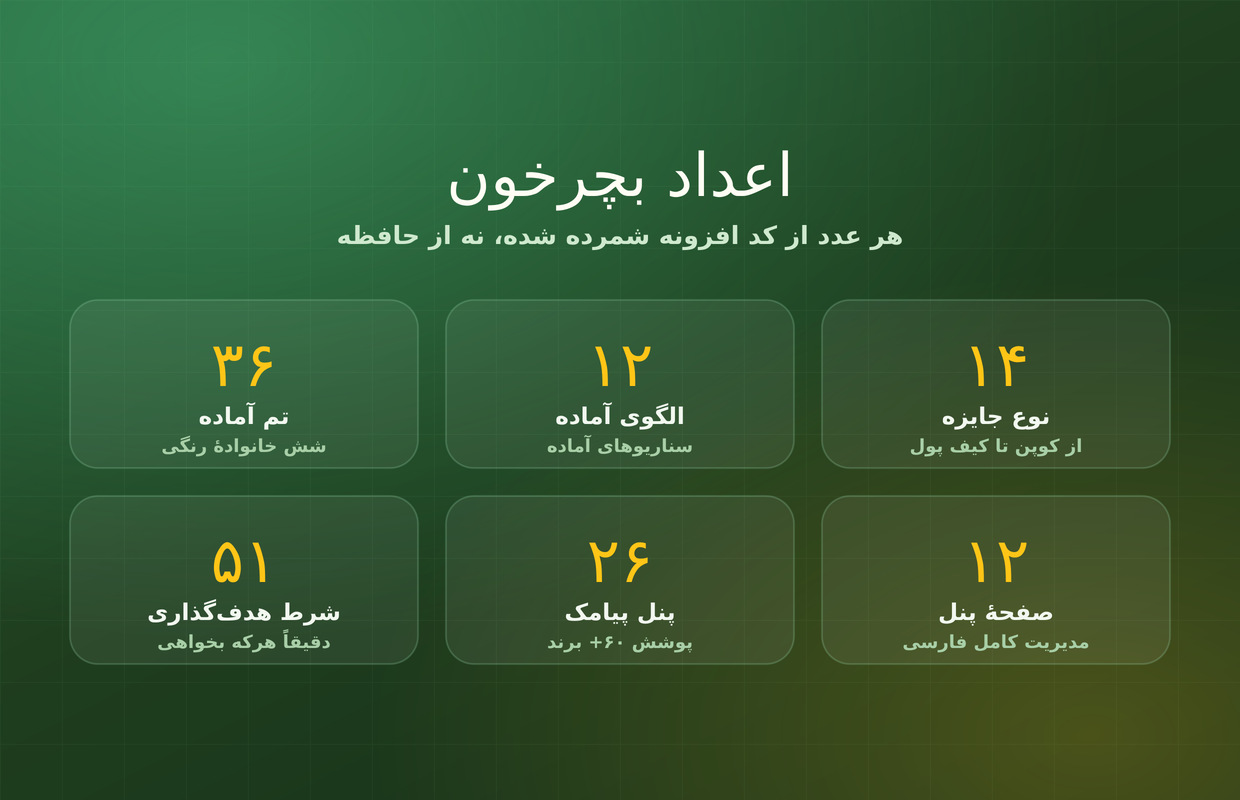 اعداد بچرخون
هر عدد از کد افزونه شمرده شده، نه از حافظه
۱۴
نوع جایزه
از کوپن تا کیف پول
۱۲
الگوی آماده
سناریوهای آماده
۳۶
تم آماده
شش خانوادهٔ رنگی
۱۲
صفحهٔ پنل
مدیریت کامل فارسی
۲۶
پنل پیامک
پوشش ۶۰+ برند
۵۱
شرط هدف‌گذاری
دقیقاً هرکه بخواهی